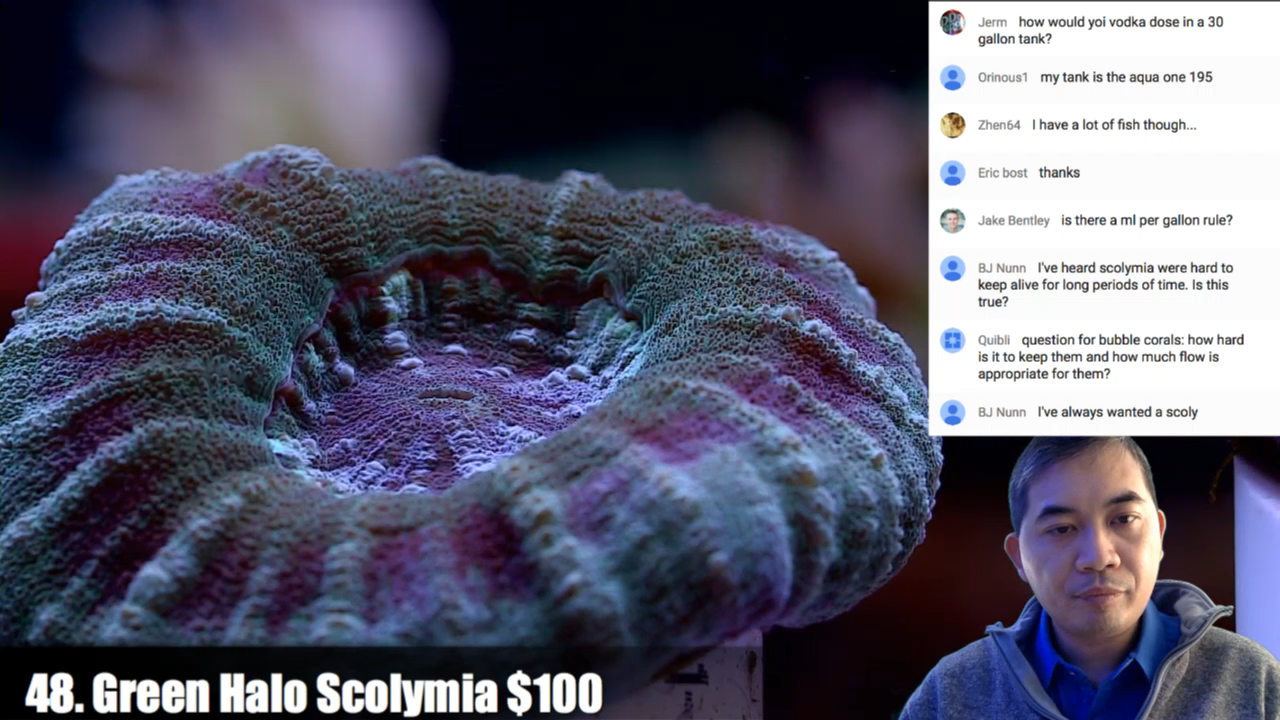 Jerm how would yoi vodka dose in a 30
gallon tank?
Orinous1 my tank is the aqua one 195
Zhen64 I have a lot of fish though...
Eric bost thanks
Jake Bentley is there a ml per gallon rule?
BJ Nunn I've heard scolymia were hard to
keep alive for long periods of time. Is this
true?
Quibli question for bubble corals: how hard
is it to keep them and how much flow is
appropriate for them?
BJ Nunn I've always wanted a scoly
48. Green Halo Scolymia $100